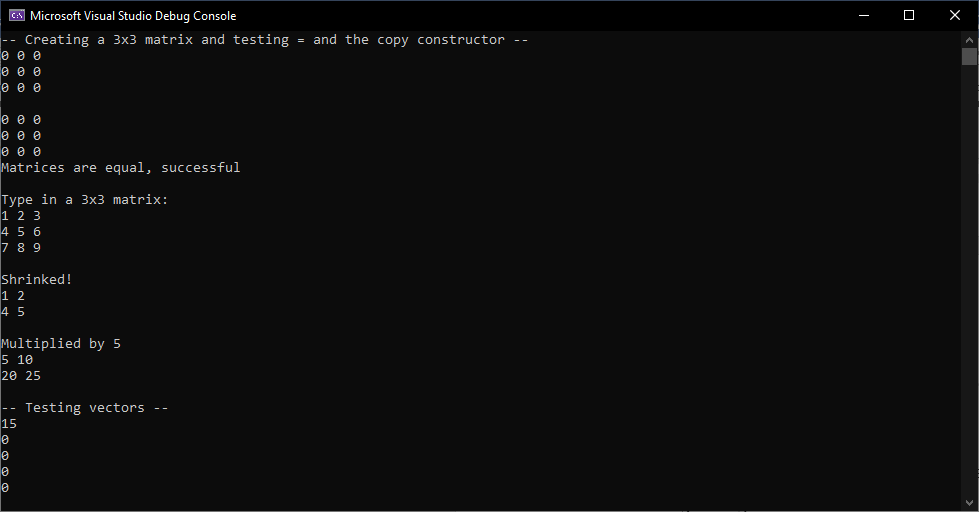 C:\ Microsoft Visual Studio Debug Console
-- Creating a 3x3 matrix and testing = and the copy constructor --
0 0 0
0 0 0
0 0 0
0 0 0
0 0 0
0 0 0
Matrices are equal, successful
Type in a 3x3 matrix:
1 2 3
4 5 6
7 8 9
Shrinked!
1 2
4 5
Multiplied by 5
5 10
20 25
-- Testing vectors --
15
0
0
0
0